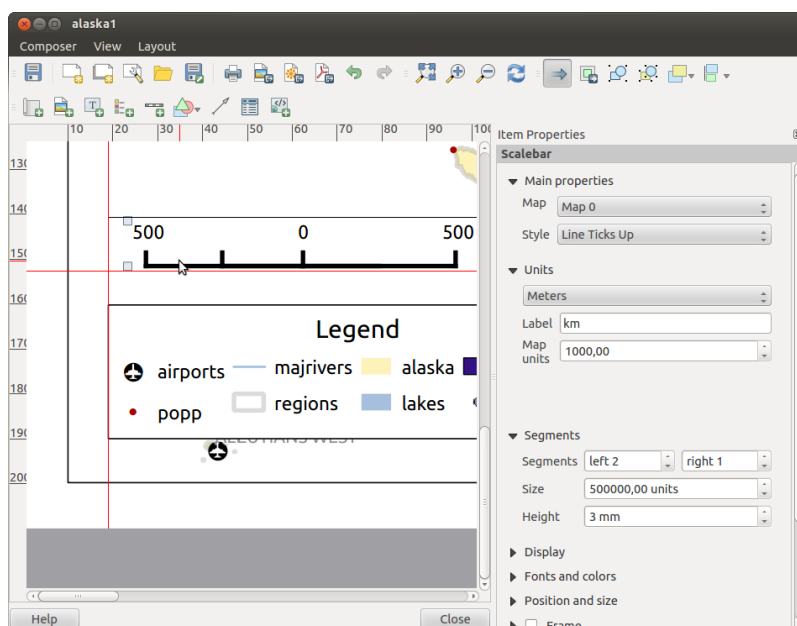 alaska1
Composer View Layout
10 20 30 40 50 60 70 80 90 100
Item Properties
Scalebar
130
Main properties
Map Map 0
140
500 0 500
Style Line Ticks Up
150
Units
Meters
160
Label km
Legend
Map units 1000,00
170
airports majrivers alaska
180
regions lakes
popp
190
ALEUTIANS WEST
Segments
Segments left 2 right 1
200
Size 500000,00 units
Height 3 mm
Display
Fonts and colors
Position and size
Help Close
Frame